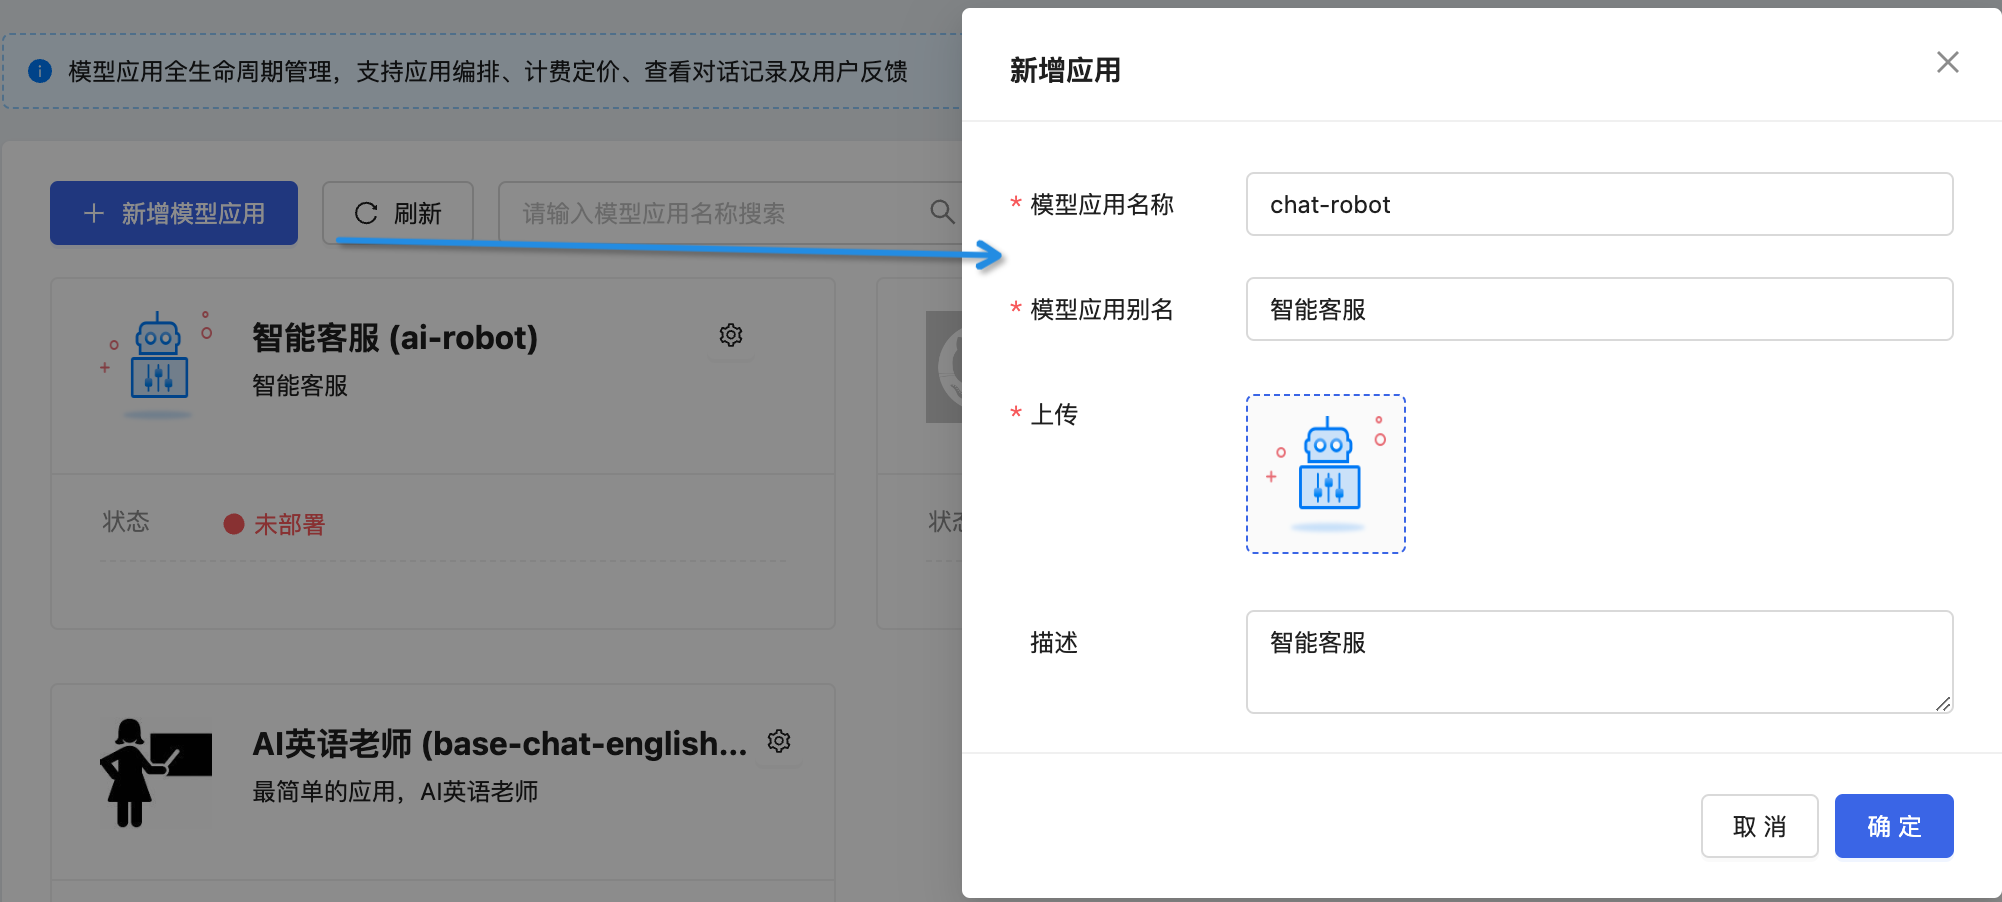 模型应用全生命周期管理，支持应用编排、计费定价、查看对话记录及用户反馈
新增模型应用
刷新
请输入模型应用名称搜索
智能客服 (ai-robot)
智能客服
状态
未部署
AI英语老师 (base-chat-english...
最简单的应用，AI英语老师
新增应用
* 模型应用名称
chat-robot
* 模型应用别名
智能客服
* 上传
描述
智能客服
取 消
确 定